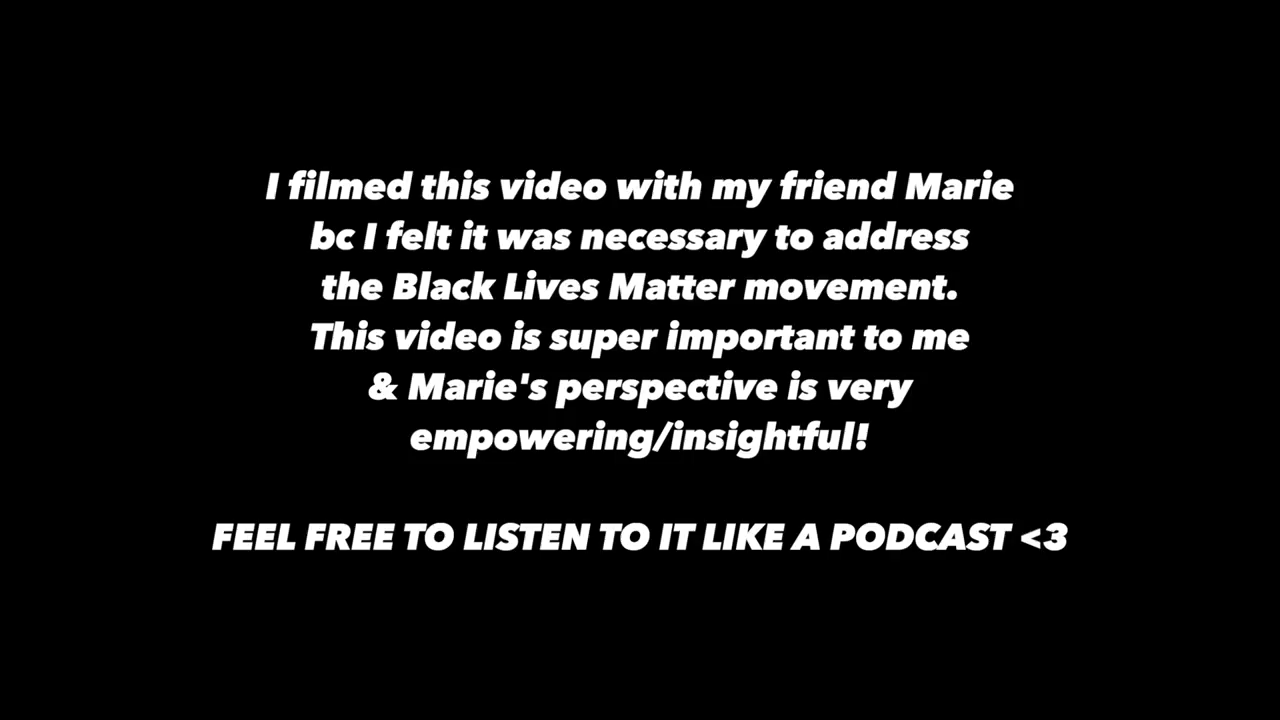 I filmed this video with my friend Marie
bc I felt it was necessary to address
the Black Lives Matter movement.
This video is super important to me
& Marie's perspective is very
empowering/insightful!
FEEL FREE TO LISTEN TO IT LIKE A PODCAST <3